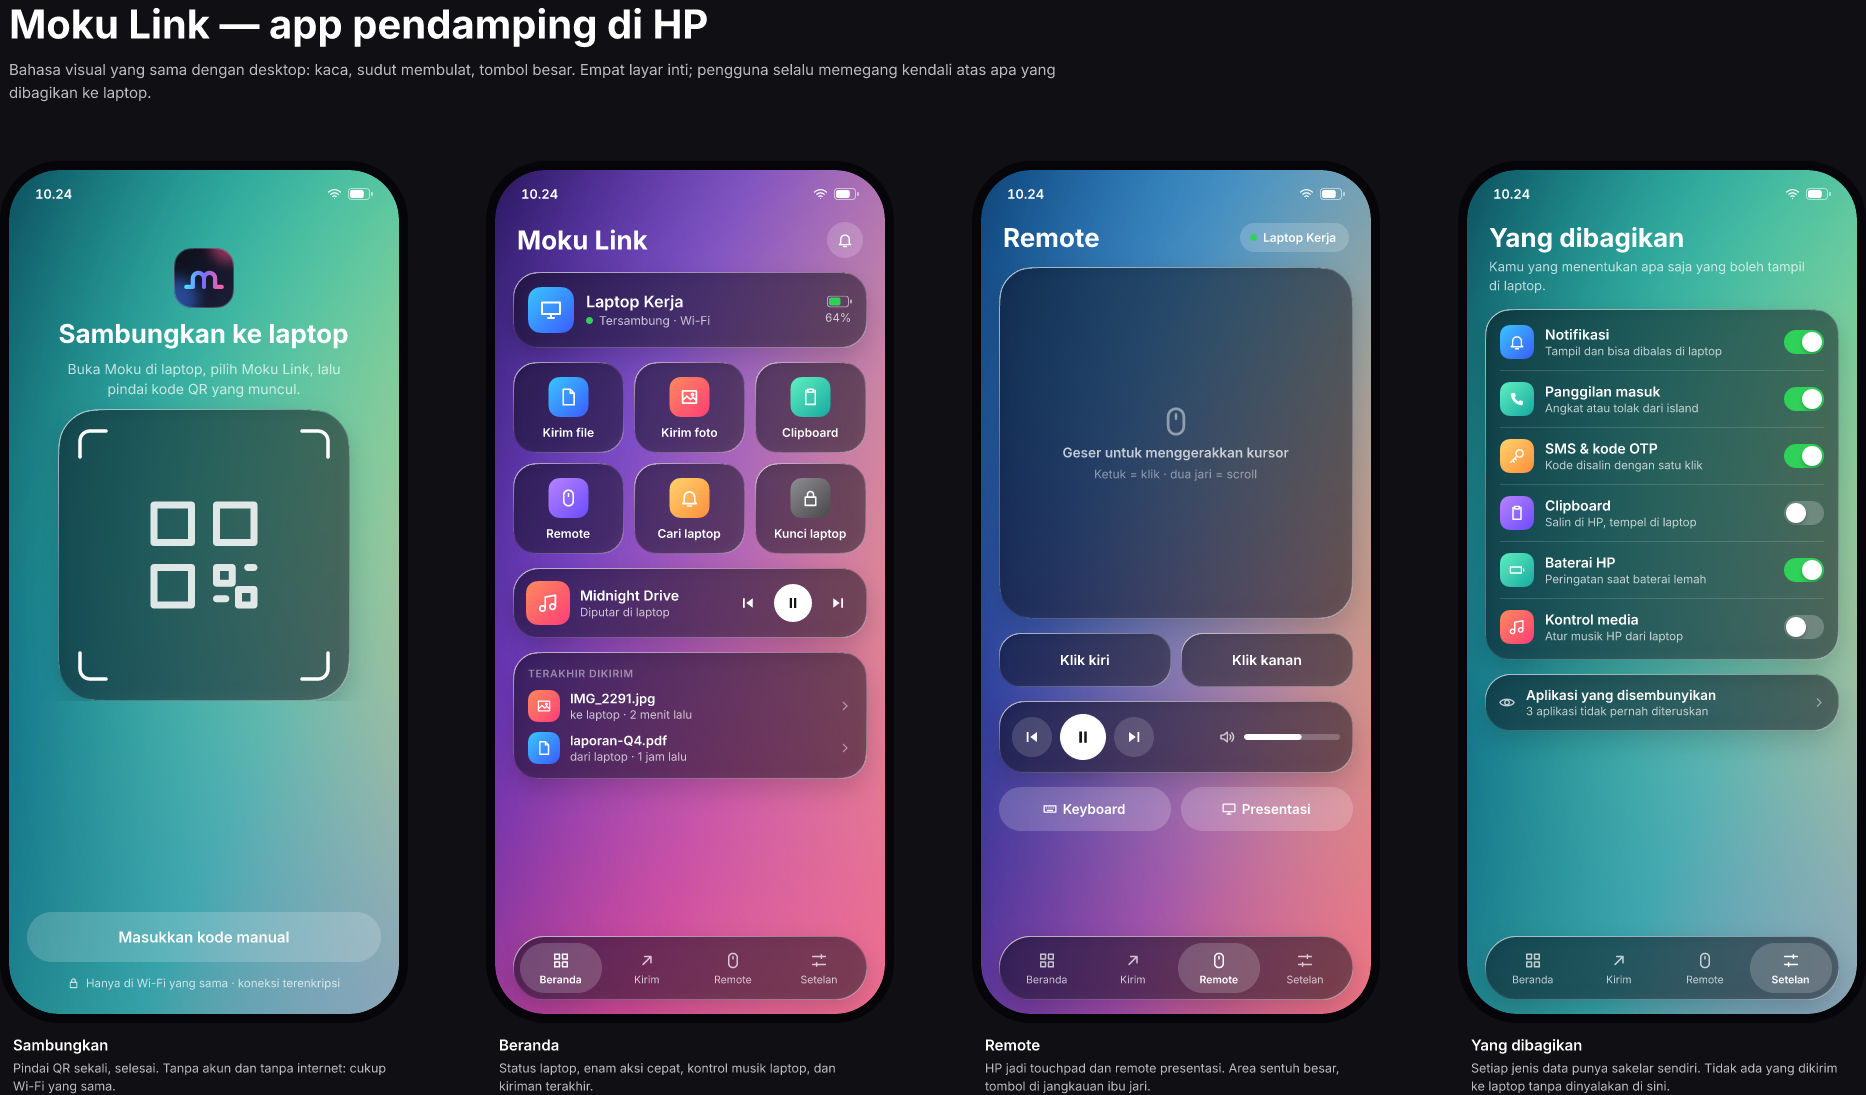 Moku Link — app pendamping di HP
Bahasa visual yang sama dengan desktop: kaca, sudut membulat, tombol besar. Empat layar inti; pengguna selalu memegang kendali atas apa yang
dibagikan ke laptop.
10.24
Sambungkan ke laptop
Buka Moku di laptop, pilih Moku Link, lalu
pindai kode QR yang muncul.
Masukkan kode manual
Hanya di Wi-Fi yang sama · koneksi terenkripsi
Sambungkan
Pindai QR sekali, selesai. Tanpa akun dan tanpa internet: cukup
Wi-Fi yang sama.
10.24
Moku Link
Laptop Kerja
Tersambung · Wi-Fi
64%
Kirim file
Kirim foto
Clipboard
Remote
Cari laptop
Kunci laptop
Midnight Drive
Diputar di laptop
TERAKHIR DIKIRIM
IMG_2291.jpg
ke laptop · 2 menit lalu
laporan-Q4.pdf
dari laptop · 1 jam lalu
Beranda
Kirim
Remote
Setelan
Beranda
Status laptop, enam aksi cepat, kontrol musik laptop, dan
kiriman terakhir.
10.24
Remote
Laptop Kerja
Geser untuk menggerakkan kursor
Ketuk = klik · dua jari = scroll
Klik kiri
Klik kanan
Keyboard
Presentasi
Beranda
Kirim
Remote
Setelan
Remote
HP jadi touchpad dan remote presentasi. Area sentuh besar,
tombol di jangkauan ibu jari.
10.24
Yang dibagikan
Kamu yang menentukan apa saja yang boleh tampil
di laptop.
Notifikasi
Tampil dan bisa dibalas di laptop
Panggilan masuk
Angkat atau tolak dari island
SMS & kode OTP
Kode disalin dengan satu klik
Clipboard
Salin di HP, tempel di laptop
Baterai HP
Peringatan saat baterai lemah
Kontrol media
Atur musik HP dari laptop
Aplikasi yang disembunyikan
3 aplikasi tidak pernah diteruskan
Beranda
Kirim
Remote
Setelan
Yang dibagikan
Setiap jenis data punya sakelar sendiri. Tidak ada yang dikirim
ke laptop tanpa dinyalakan di sini.